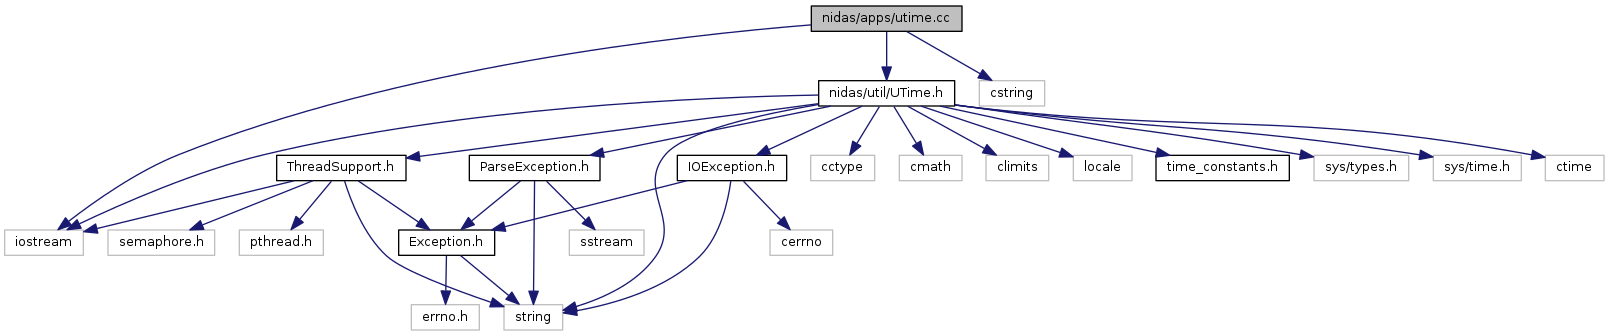 nidas/apps/utime.cc
nidas/util/UTime.h
cstring
ThreadSupport.h
ParseException.h
IOException.h
cctype
cmath
climits
locale
time_constants.h
sys/types.h
sys/time.h
ctime
iostream
semaphore.h
pthread.h
Exception.h
sstream
cerrno
errno.h
string